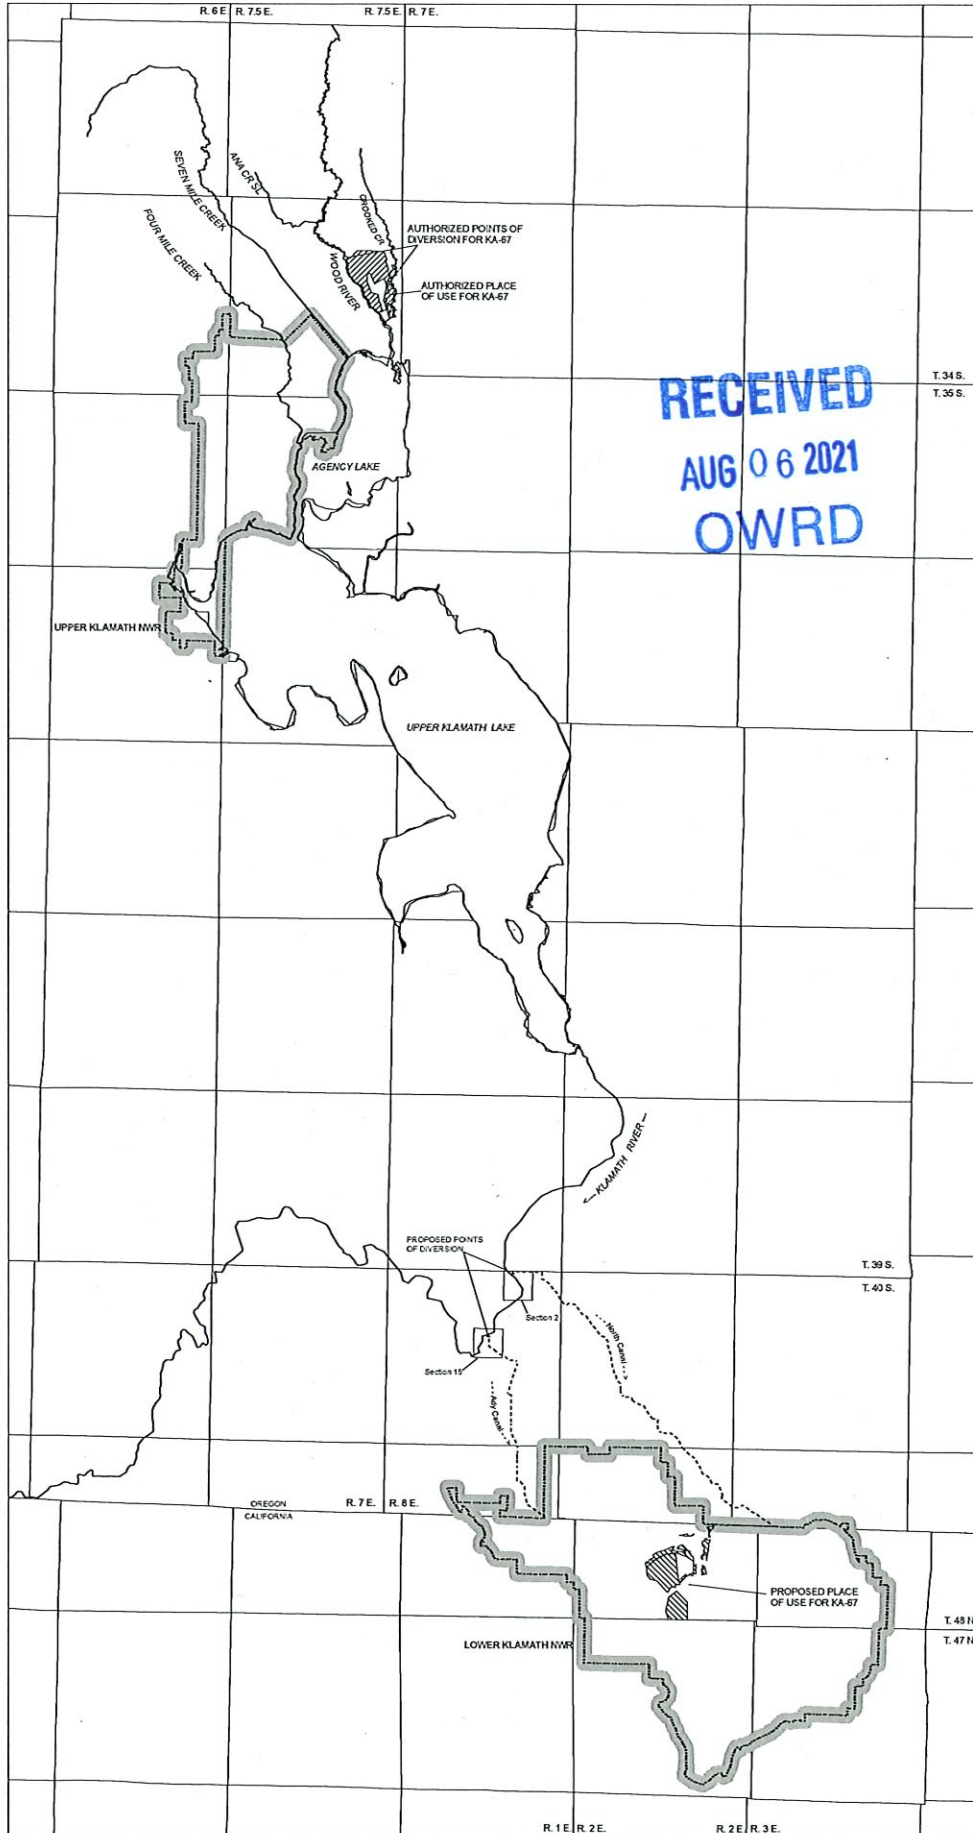 R. 6 E. R. 7.5 E.
R. 7.5 E. R. 7 E.
SEVEN MILE CREEK
ANA CR SL
CROOKED CR
FOUR MILE CREEK
WOOD RIVER
AUTHORIZED POINTS OF
DIVERSION FOR KA-67
AUTHORIZED PLACE
OF USE FOR KA-67
T. 34 S.
T. 35 S.
RECEIVED
AUG 06 2021
OWRD
AGENCY LAKE
UPPER KLAMATH NWR
UPPER KLAMATH LAKE
KLAMATH RIVER
PROPOSED POINTS
OF DIVERSION
T. 39 S.
T. 40 S.
Section 2
North Canal
Section 15
Ady Canal
OREGON
CALIFORNIA
R. 7 E. R. 8 E.
PROPOSED PLACE
OF USE FOR KA-67
T. 48 N
T. 47 N
LOWER KLAMATH NWR
R. 1 E. R. 2 E.
R. 2 E. R. 3 E.